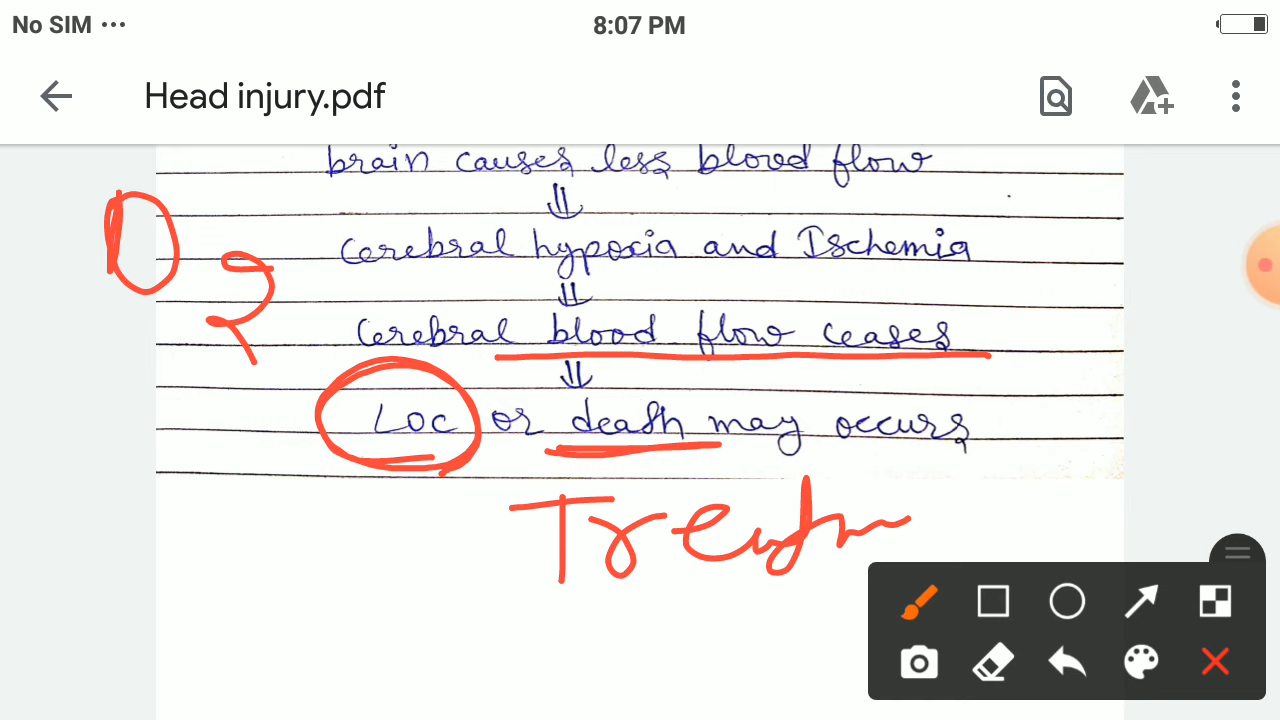 No SIM ...
8:07 PM
Head injury.pdf
brain causes less blood flow
⇓
Cerebral hypoxia and Ischemia
⇓
Cerebral blood flow ceases
⇓
LOC or death may occurs